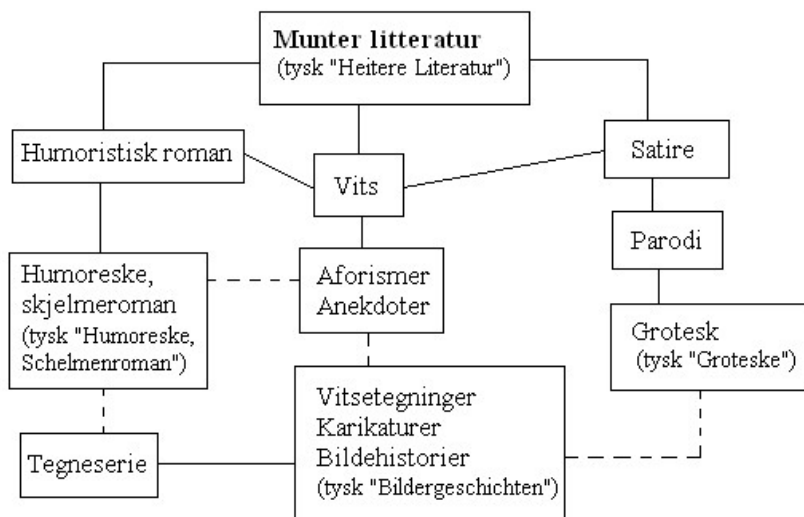 Munter litteratur
(tysk "Heitere Literatur")
Humoristisk roman
Vits
Satire
Parodi
Humoreske,
skjelmeroman
(tysk "Humoreske,
Schelmenroman")
Aforismer
Anekdoter
Grotesk
(tysk "Groteske")
Vitsetegninger
Karikaturer
Bildehistorier
(tysk "Bildergeschichten")
Tegneserie